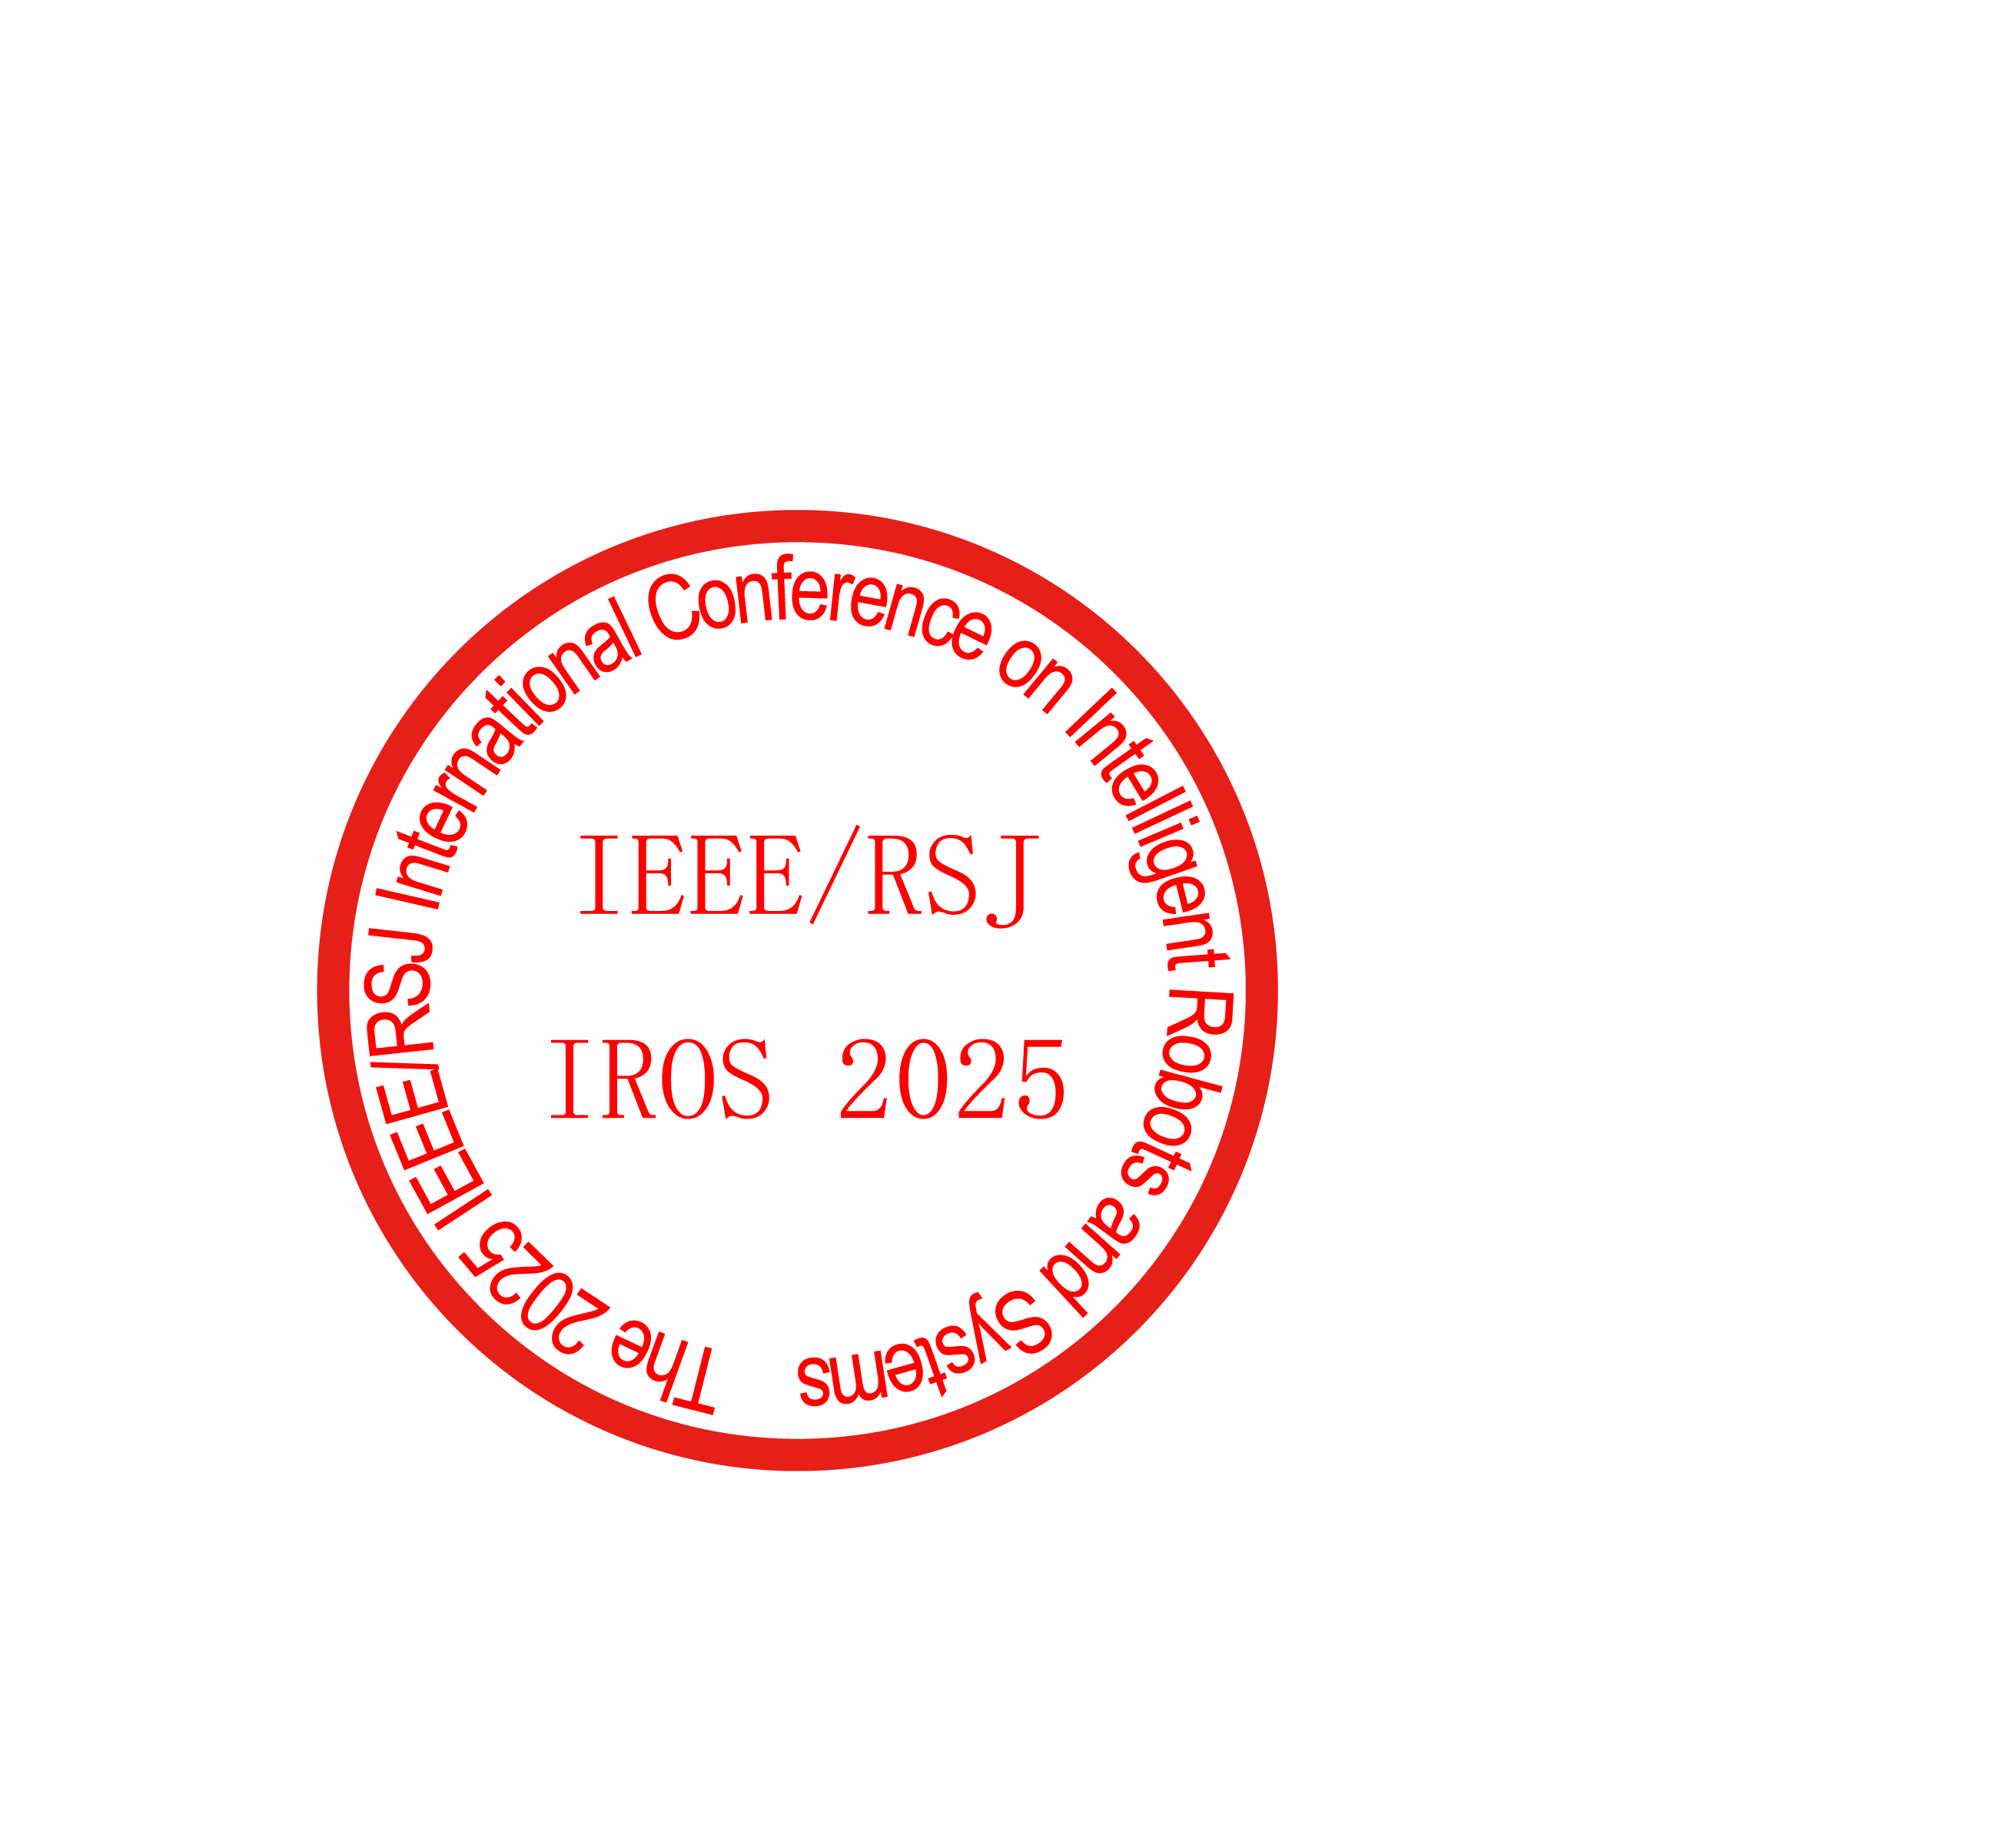 The 2025 IEEE/RSJ International Conference on Intelligent Robots and Systems
IEEE/RSJ
IROS 2025